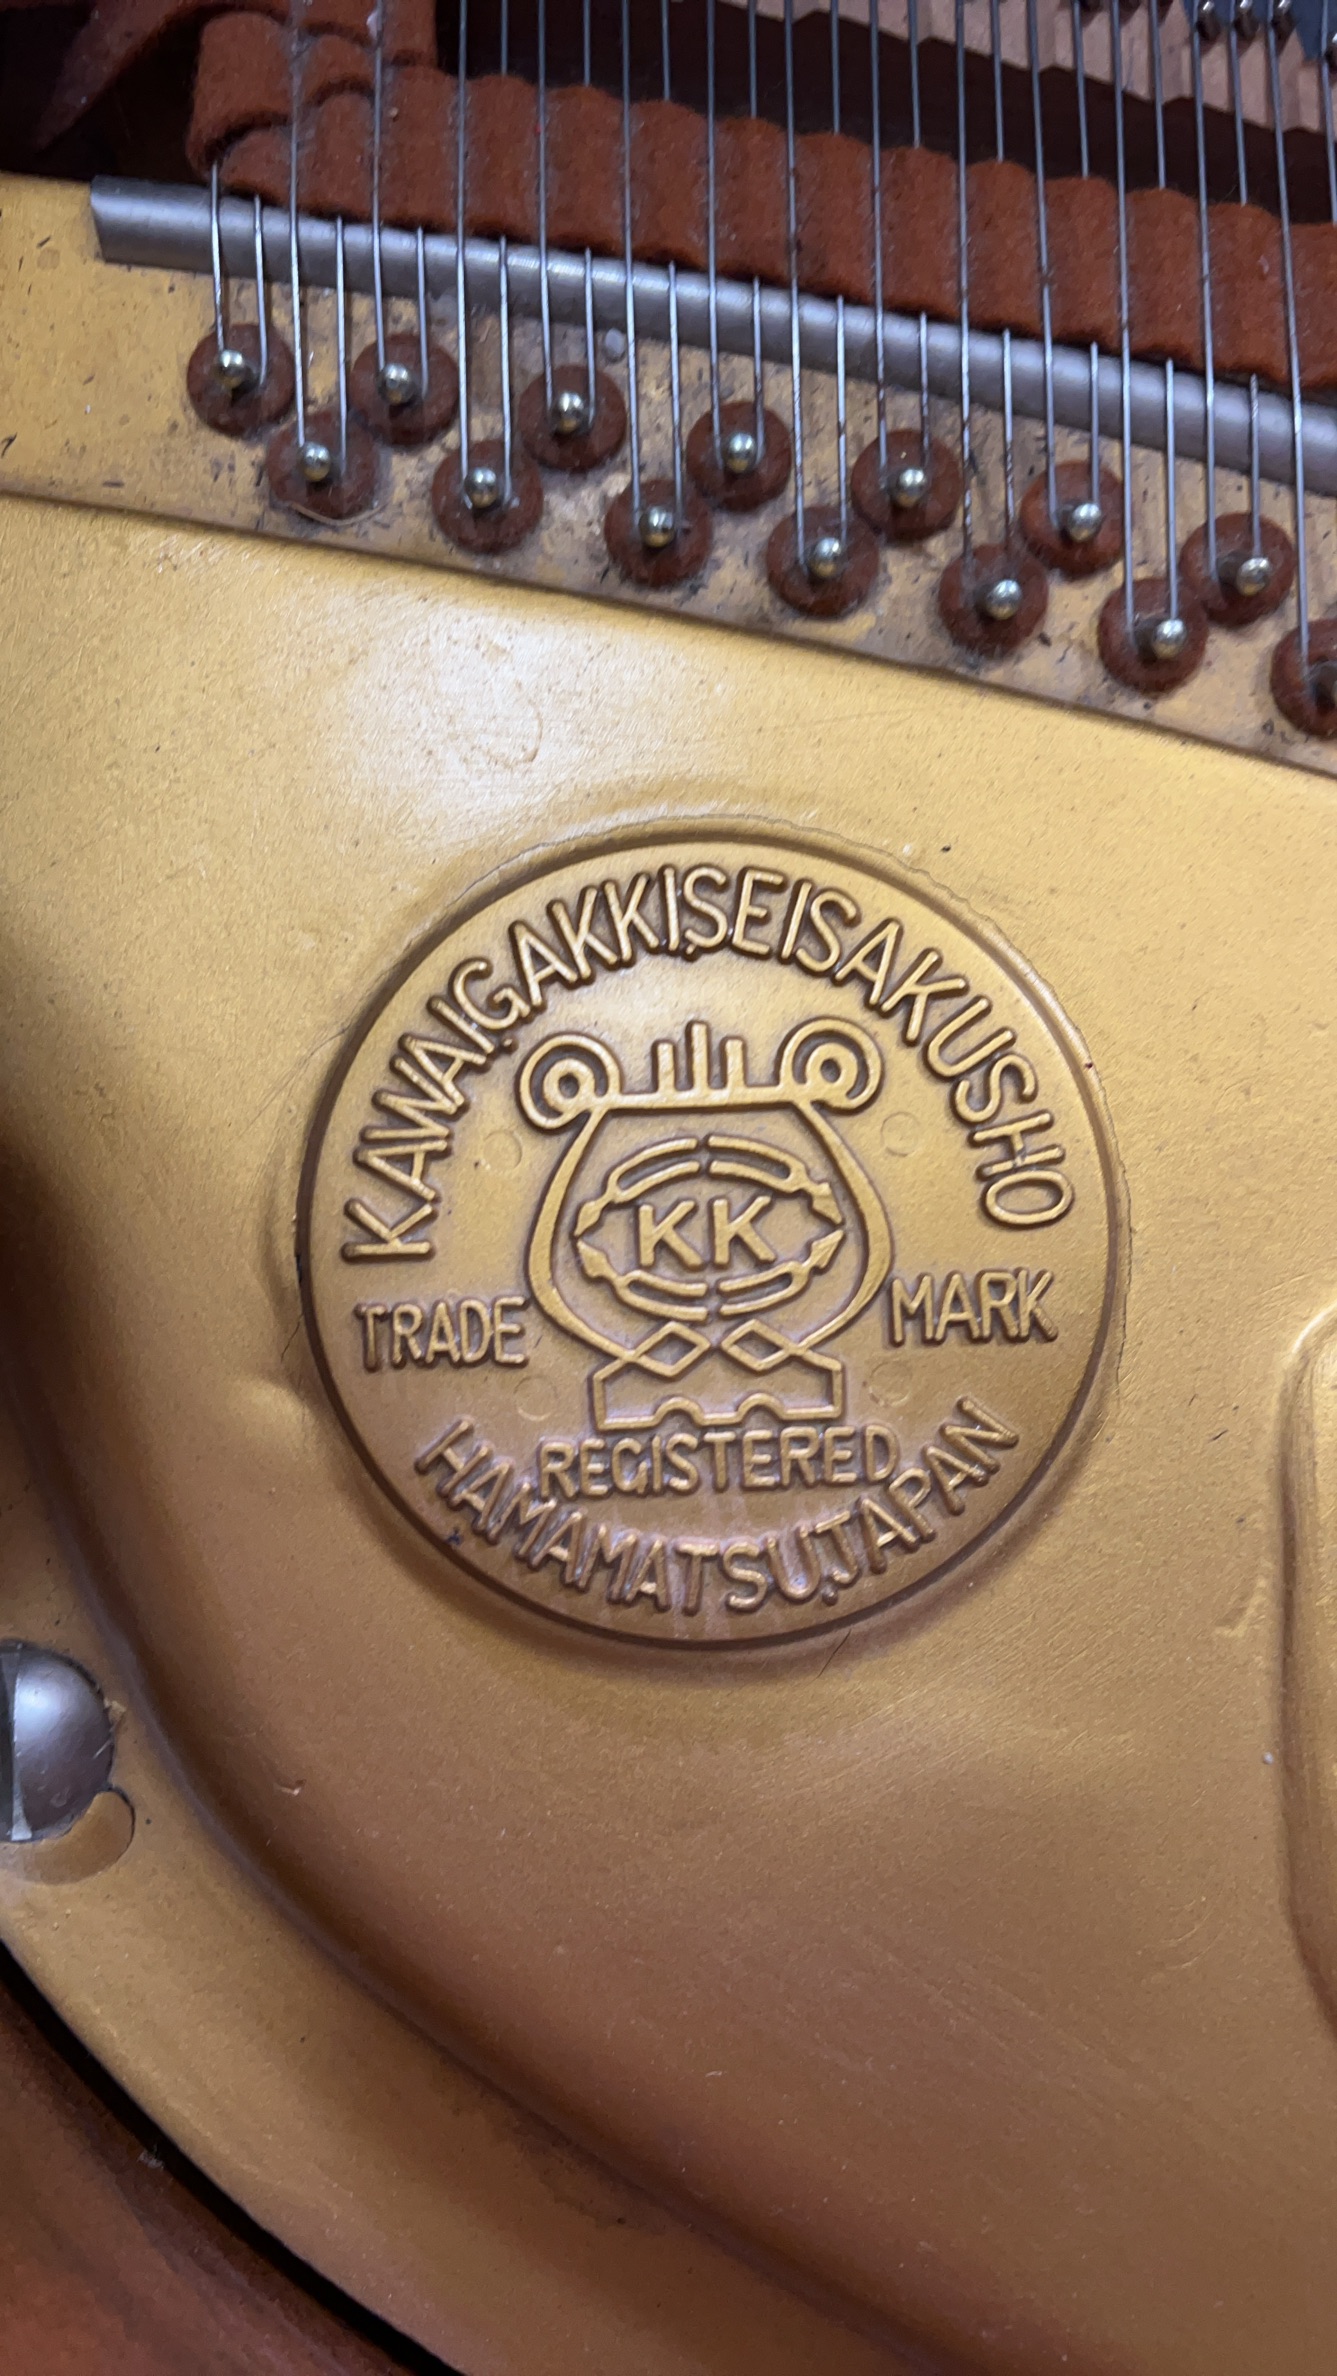 KAWAI.GAKKI.SEISAKUSHO
KK
TRADE MARK
REGISTERED
HAMAMATSU.JAPAN